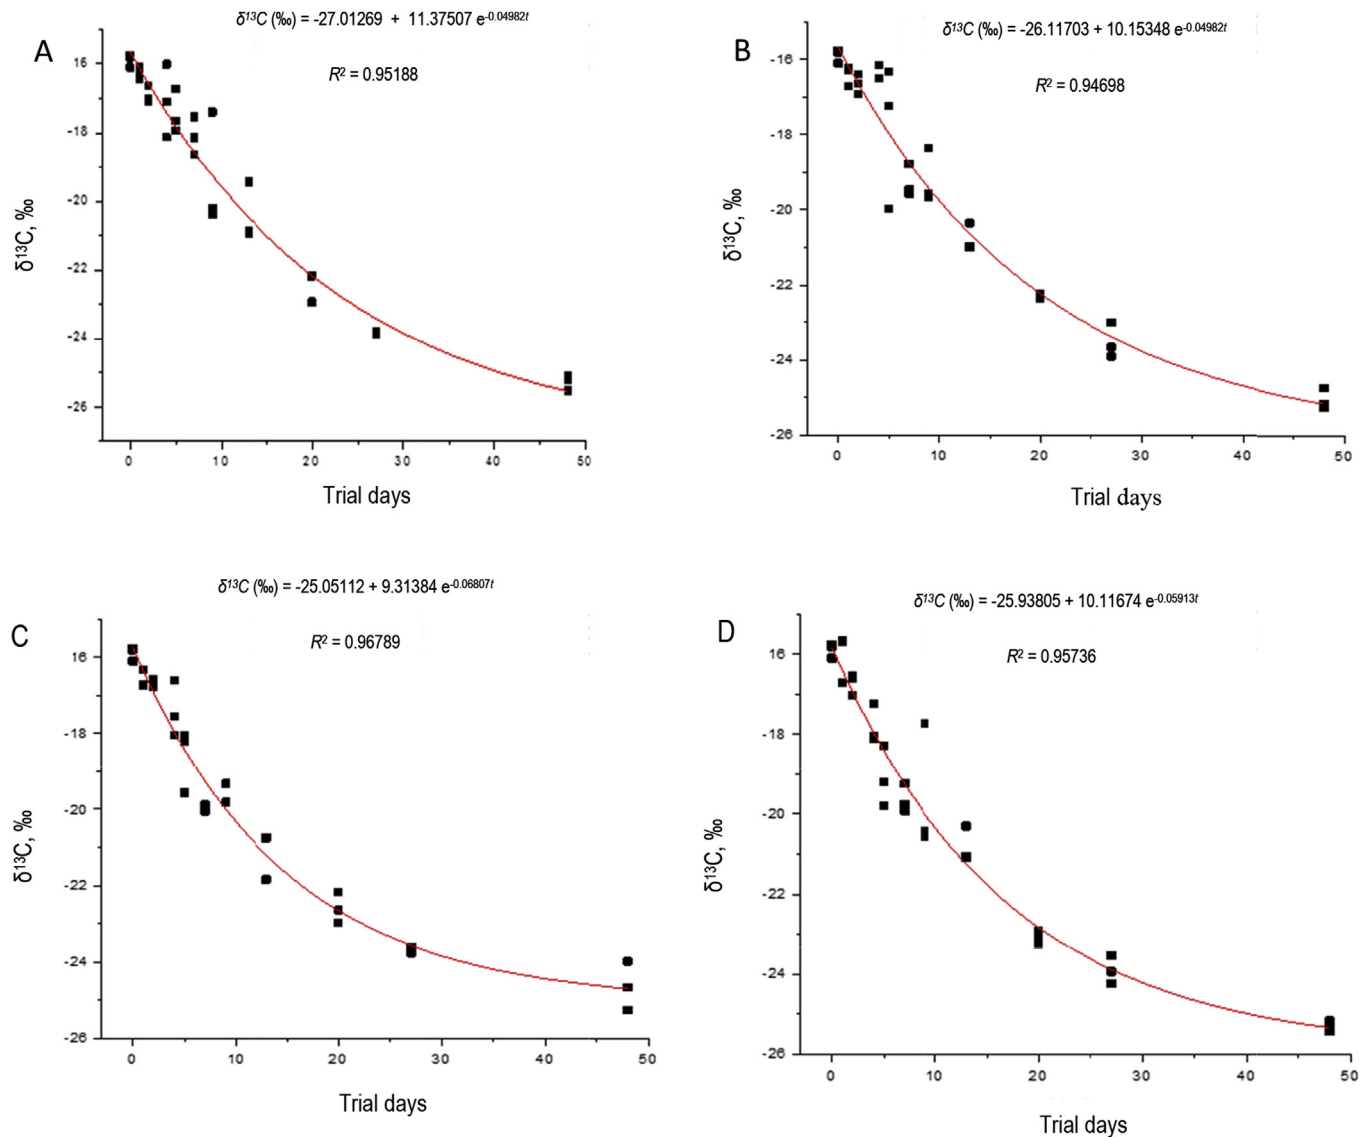 A
δ¹³C (‰) = -27.01269 + 11.37507 e⁻⁰·⁰⁴⁹⁸²ᵗ
R² = 0.95188
16
-18
-20
-22
-24
-26
δ¹³C, ‰
0 10 20 30 40 50
Trial days
B
δ¹³C (‰) = -26.11703 + 10.15348 e⁻⁰·⁰⁴⁹⁸²ᵗ
R² = 0.94698
-16
-18
-20
-22
-24
-26
δ¹³C, ‰
0 10 20 30 40 50
Trial days
C
δ¹³C (‰) = -25.05112 + 9.31384 e⁻⁰·⁰⁶⁸⁰⁷ᵗ
R² = 0.96789
16
-18
-20
-22
-24
-26
δ¹³C, ‰
0 10 20 30 40 50
Trial days
D
δ¹³C (‰) = -25.93805 + 10.11674 e⁻⁰·⁰⁵⁹¹³ᵗ
R² = 0.95736
16
-18
-20
-22
-24
-26
δ¹³C, ‰
0 10 20 30 40 50
Trial days